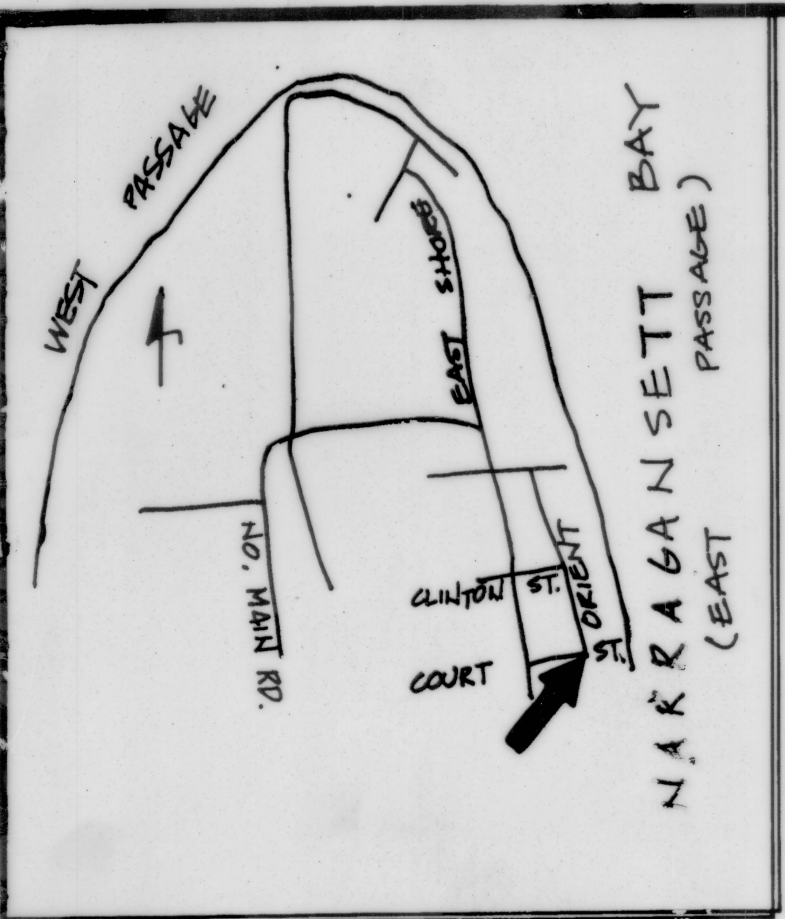 WEST PASSAGE
NARRAGANSETT BAY
(EAST PASSAGE)
EAST SHORE
NO. MAIN RD.
CLINTON ST.
ORIENT ST.
COURT